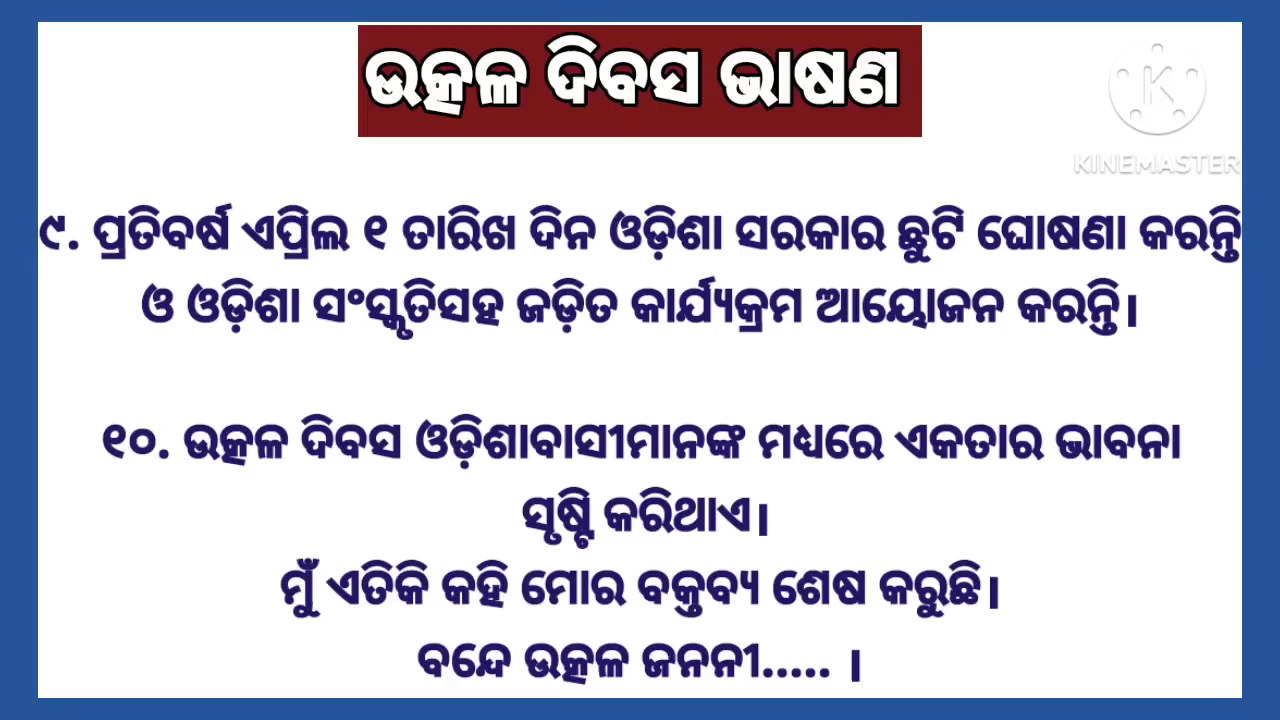 ଉତ୍କଳ ଦିବସ ଭାଷଣ
KINEMASTER
୯. ପ୍ରତିବର୍ଷ ଏପ୍ରିଲ ୧ ତାରିଖ ଦିନ ଓଡ଼ିଶା ସରକାର ଛୁଟି ଘୋଷଣା କରନ୍ତି
ଓ ଓଡ଼ିଶା ସଂସ୍କୃତିସହ ଜଡ଼ିତ କାର୍ଯ୍ୟକ୍ରମ ଆୟୋଜନ କରନ୍ତି।
୧୦. ଉତ୍କଳ ଦିବସ ଓଡ଼ିଶାବାସୀମାନଙ୍କ ମଧ୍ୟରେ ଏକତାର ଭାବନା
ସୃଷ୍ଟି କରିଥାଏ।
ମୁଁ ଏତିକି କହି ମୋର ବକ୍ତବ୍ୟ ଶେଷ କରୁଛି।
ବନ୍ଦେ ଉତ୍କଳ ଜନନୀ..... ।